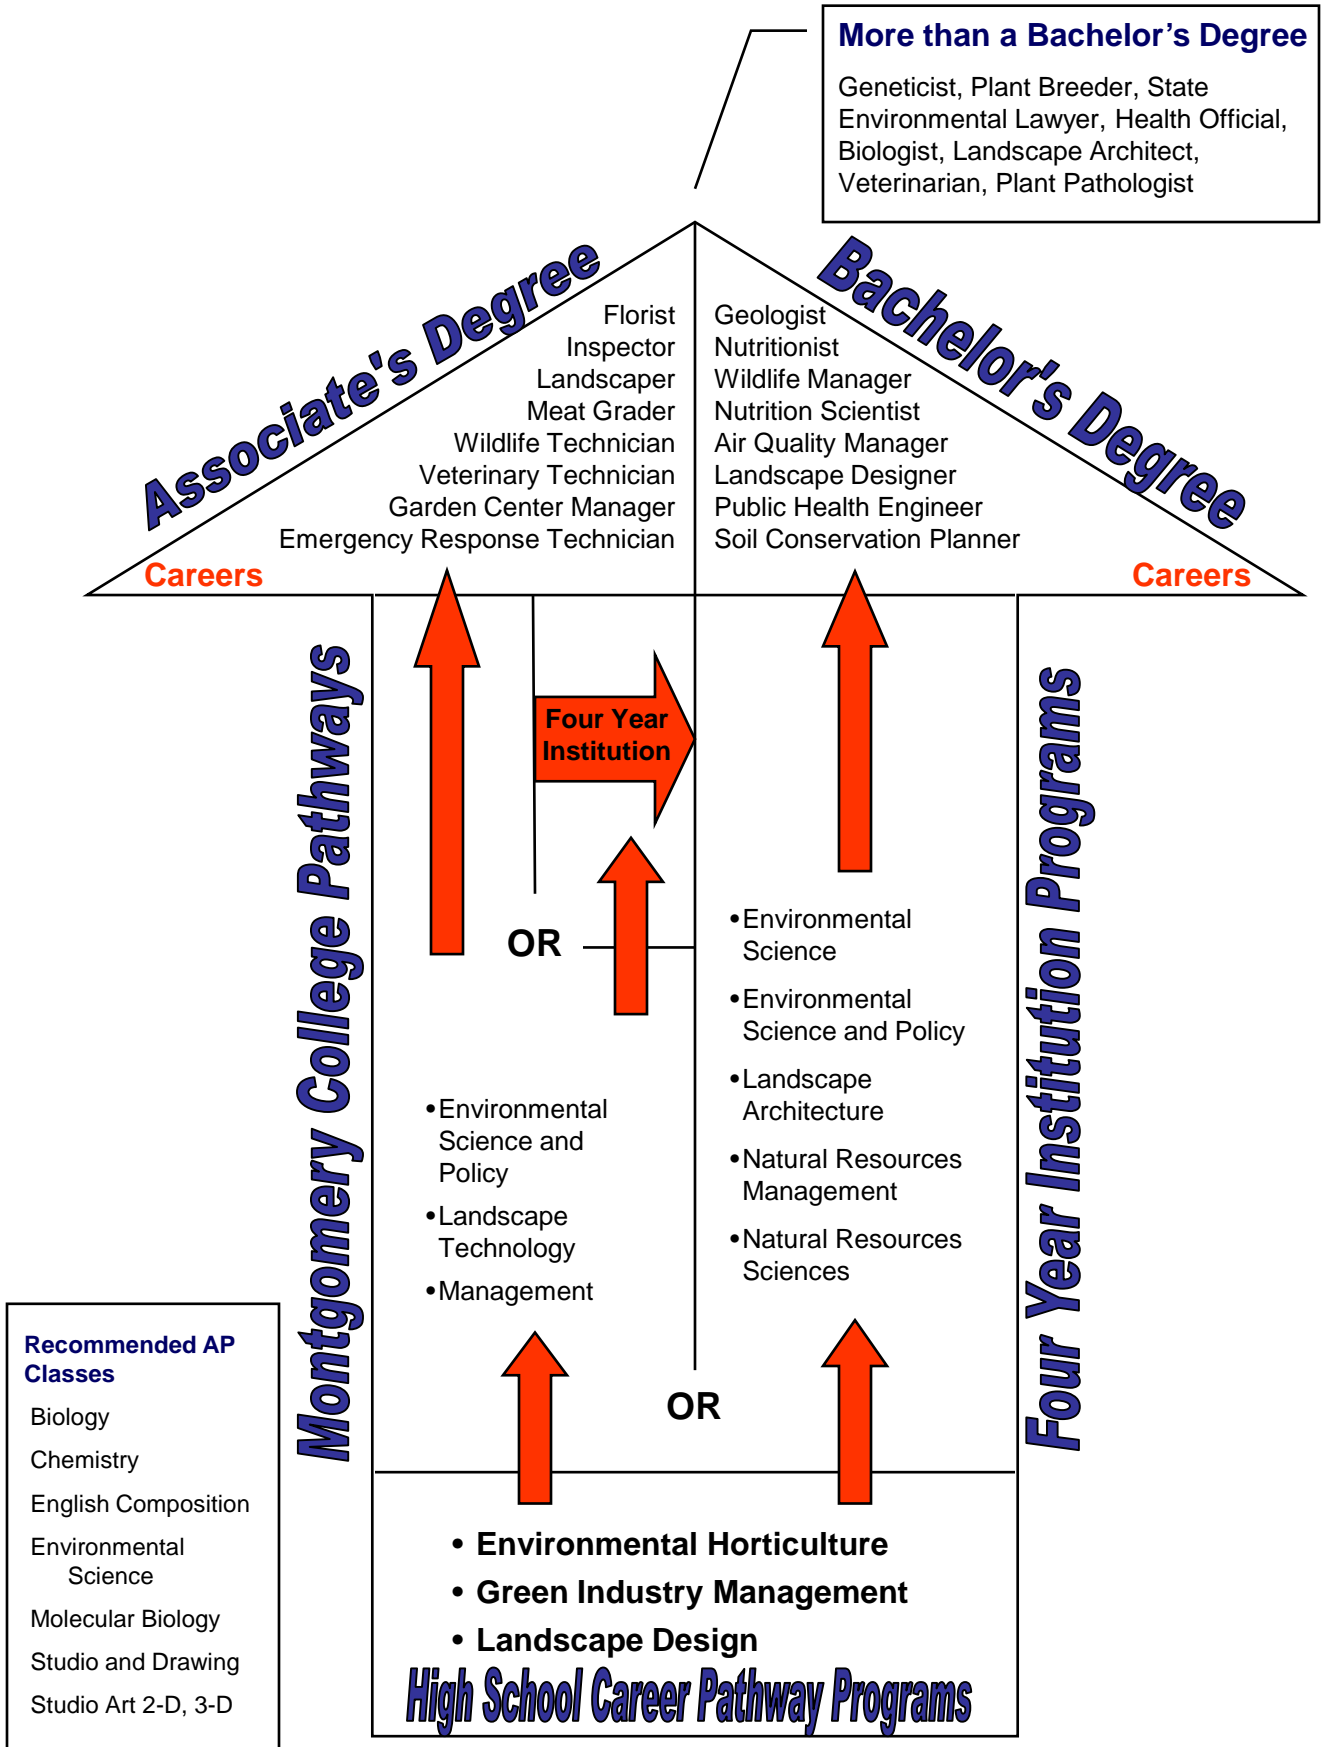 More than a Bachelor’s Degree
Geneticist, Plant Breeder, State
Environmental Lawyer, Health Official,
Biologist, Landscape Architect,
Veterinarian, Plant Pathologist
Associate's Degree
Florist
Inspector
Landscaper
Meat Grader
Wildlife Technician
Veterinary Technician
Garden Center Manager
Emergency Response Technician
Careers
Bachelor's Degree
Geologist
Nutritionist
Wildlife Manager
Nutrition Scientist
Air Quality Manager
Landscape Designer
Public Health Engineer
Soil Conservation Planner
Careers
Montgomery College Pathways
Four Year
Institution
OR
•Environmental
Science and
Policy
•Landscape
Technology
•Management
•Environmental
Science
•Environmental
Science and Policy
•Landscape
Architecture
•Natural Resources
Management
•Natural Resources
Sciences
Four Year Institution Programs
OR
Recommended AP
Classes
Biology
Chemistry
English Composition
Environmental
Science
Molecular Biology
Studio and Drawing
Studio Art 2-D, 3-D
• Environmental Horticulture
• Green Industry Management
• Landscape Design
High School Career Pathway Programs